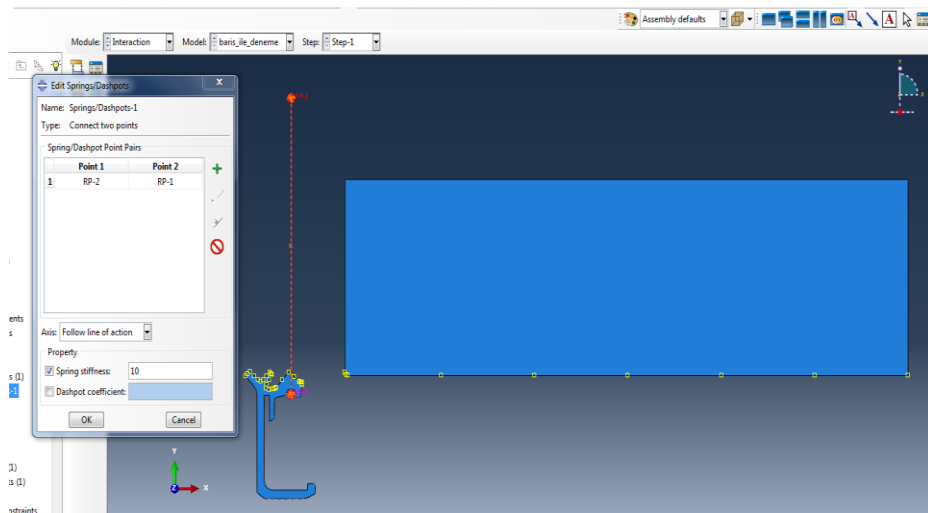 Assembly defaults
A
Module: Interaction Model: baris_ile_deneme Step: Step-1
Edit Springs/Dashpots
X
Name: Springs/Dashpots-1
Type: Connect two points
Spring/Dashpot Point Pairs
Point 1 Point 2
1 RP-2 RP-1
Axis: Follow line of action
Property
Spring stiffness: 10
Dashpot coefficient:
OK Cancel
ents
s
s (1)
-1
(1)
ts (1)
nstraints
Y
X
Z